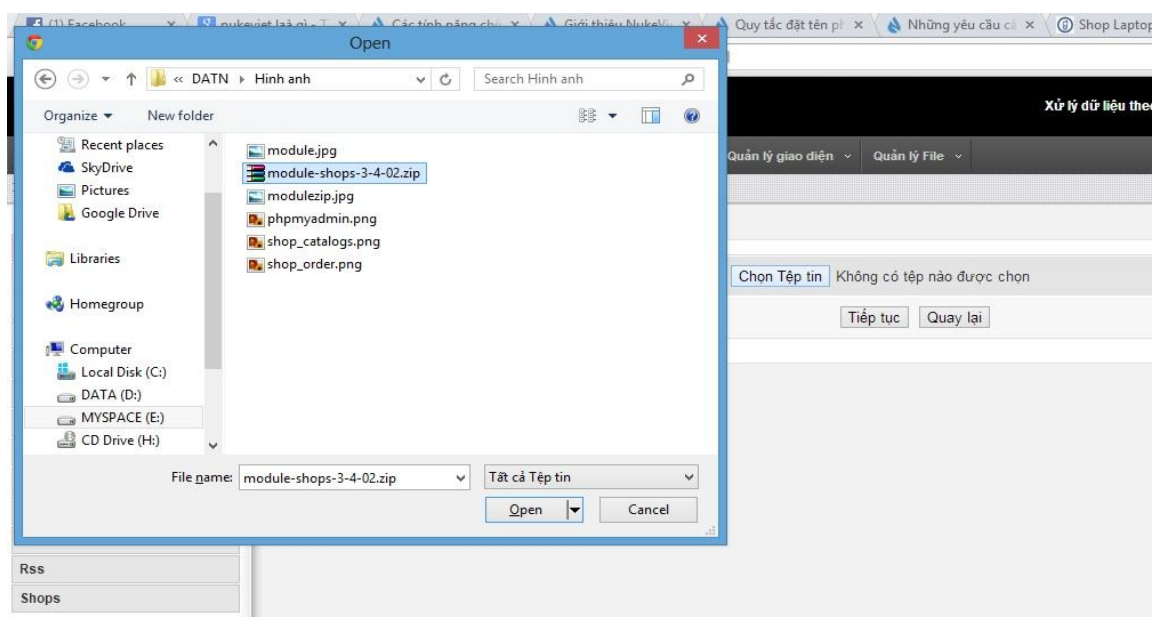 (1) Facebook
nukeviet laà gì - T
Các tính năng chí
Giới thiệu NukeVi
Quy tắc đặt tên ph
Những yêu cầu cả
Shop Laptop
Open
« DATN ▸ Hinh anh
Search Hinh anh
Xử lý dữ liệu the
Organize
New folder
Quản lý giao diện
Quản lý File
Recent places
SkyDrive
Pictures
Google Drive
Libraries
Homegroup
Computer
Local Disk (C:)
DATA (D:)
MYSPACE (E:)
CD Drive (H:)
module.jpg
module-shops-3-4-02.zip
modulezip.jpg
phpmyadmin.png
shop_catalogs.png
shop_order.png
Chọn Tệp tin Không có tệp nào được chọn
Tiếp tục Quay lại
File name: module-shops-3-4-02.zip
Tất cả Tệp tin
Open Cancel
Rss
Shops